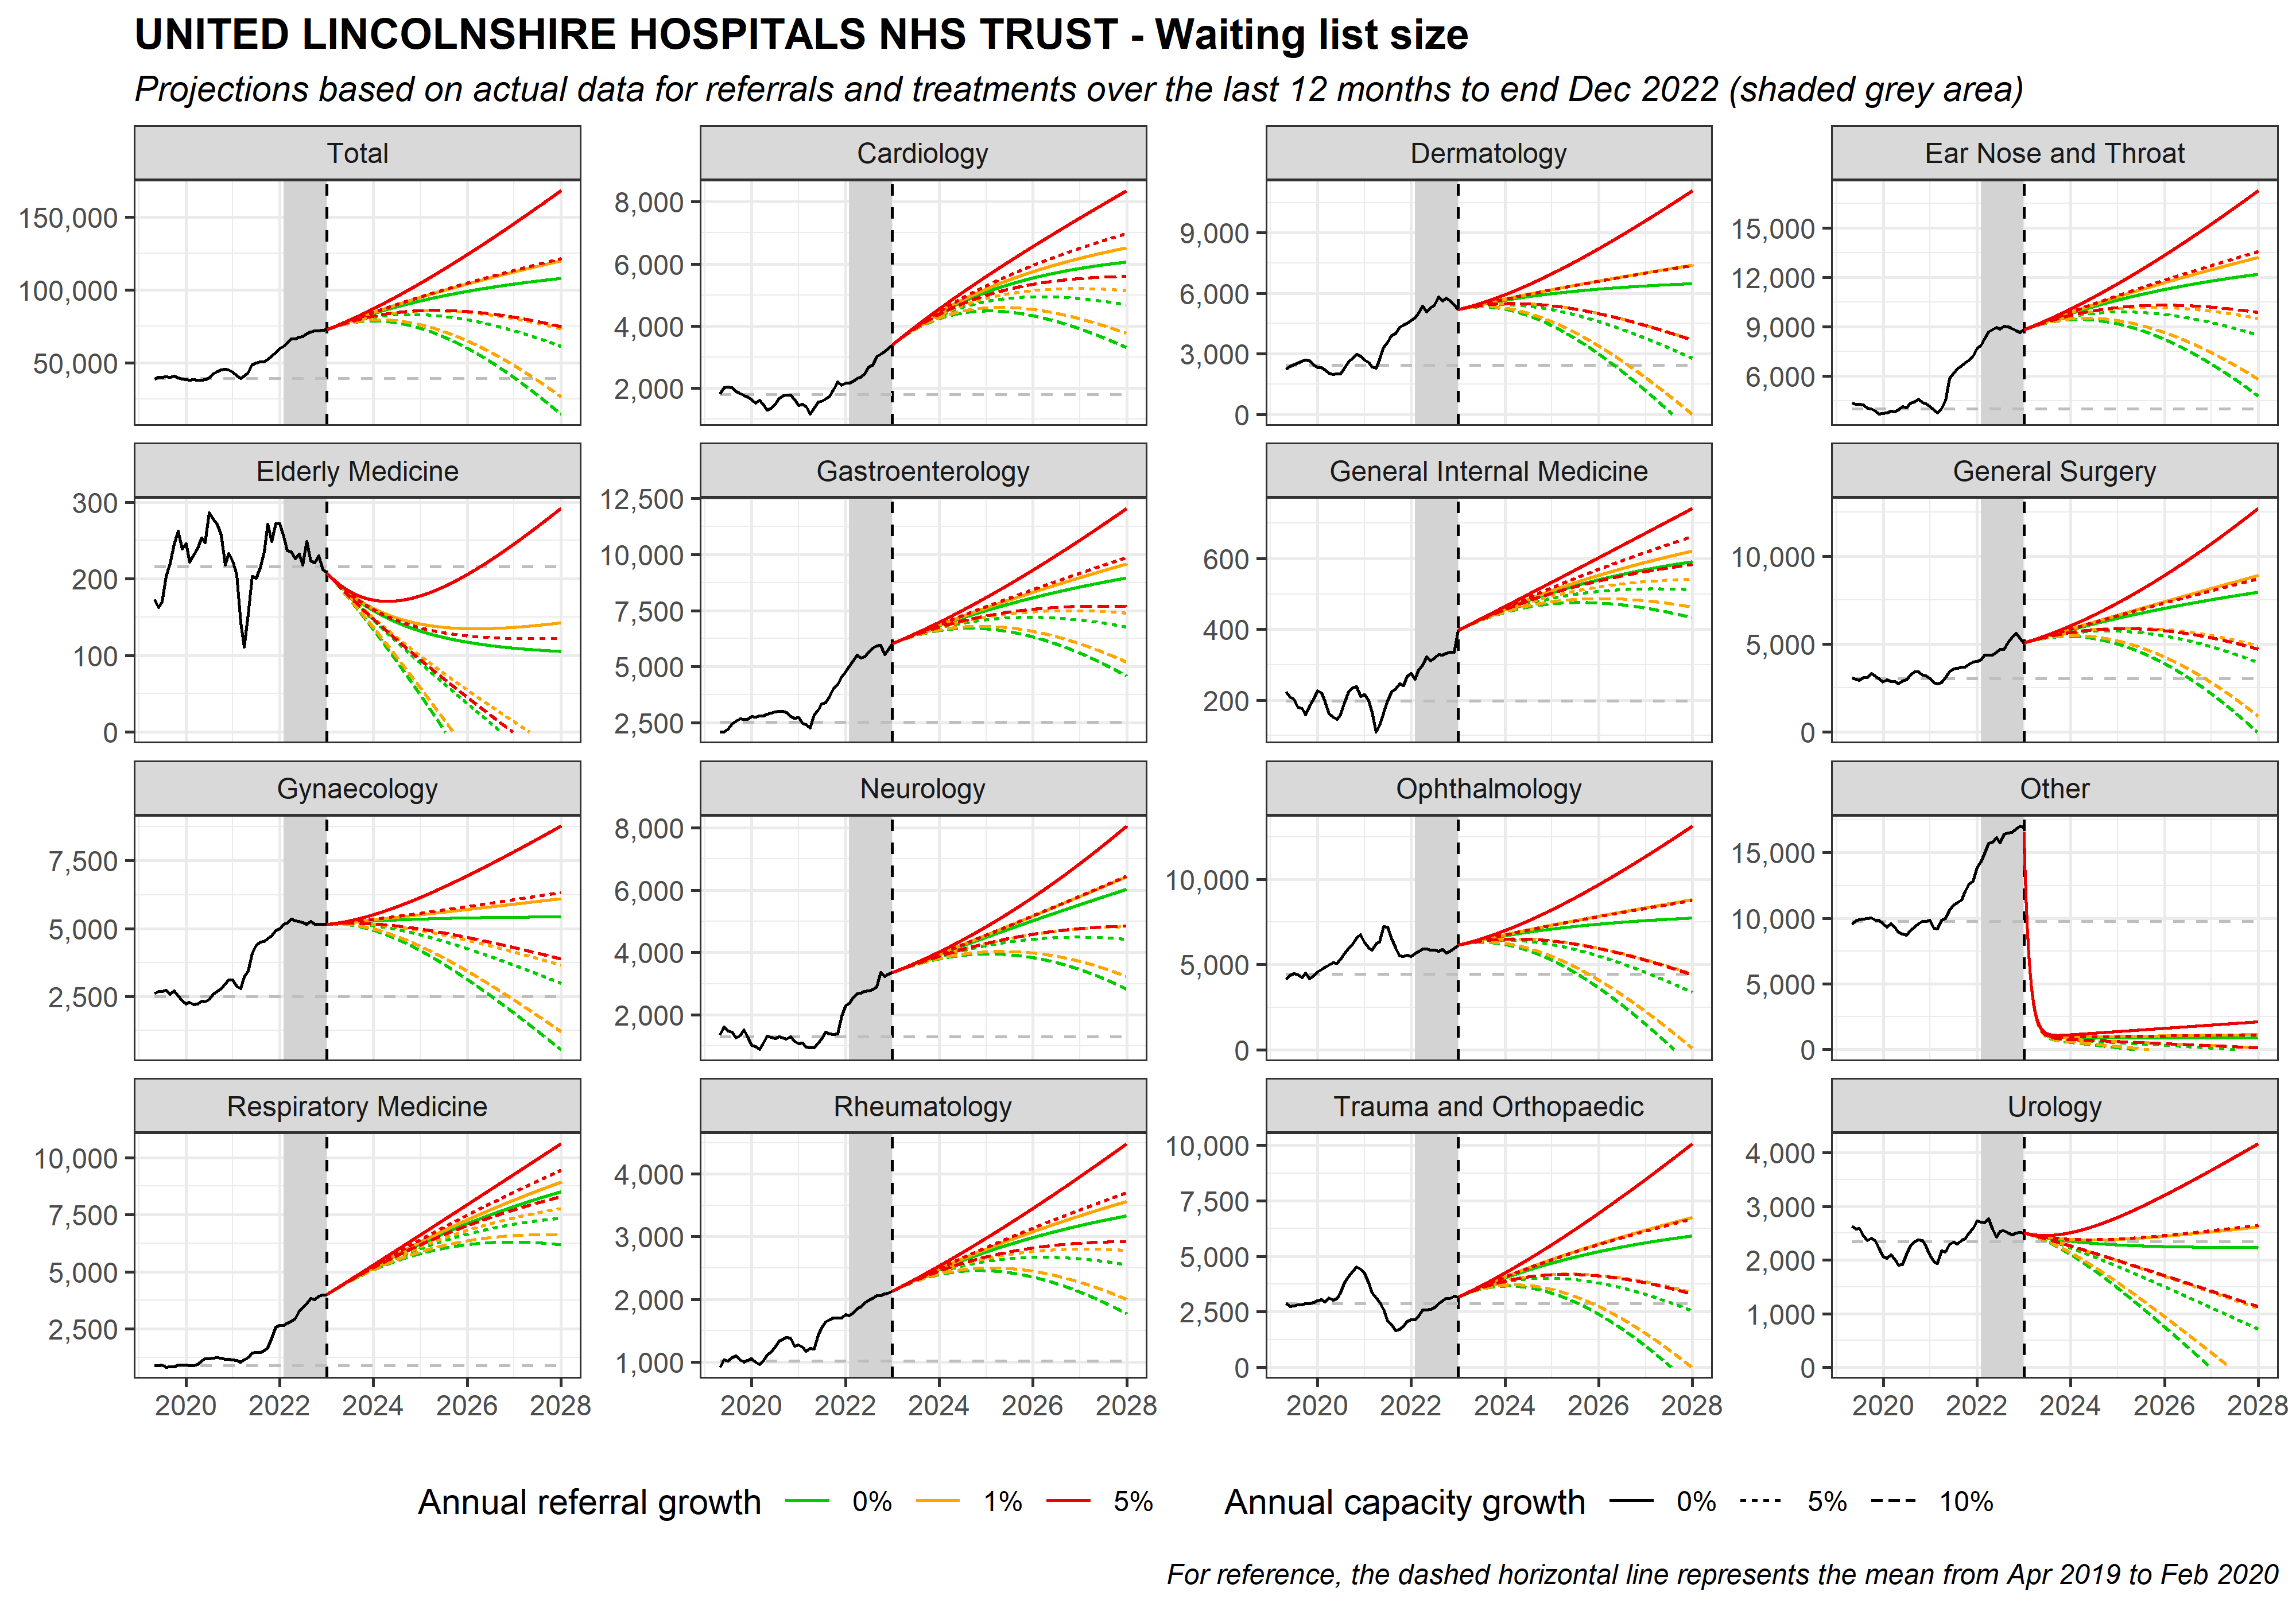 UNITED LINCOLNSHIRE HOSPITALS NHS TRUST - Waiting list size
Projections based on actual data for referrals and treatments over the last 12 months to end Dec 2022 (shaded grey area)
Total
150,000
100,000
50,000
Cardiology
8,000
6,000
4,000
2,000
Dermatology
9,000
6,000
3,000
0
Ear Nose and Throat
15,000
12,000
9,000
6,000
Elderly Medicine
300
200
100
0
Gastroenterology
12,500
10,000
7,500
5,000
2,500
General Internal Medicine
600
400
200
General Surgery
10,000
5,000
0
Gynaecology
7,500
5,000
2,500
Neurology
8,000
6,000
4,000
2,000
Ophthalmology
10,000
5,000
0
Other
15,000
10,000
5,000
0
Respiratory Medicine
10,000
7,500
5,000
2,500
2020 2022 2024 2026 2028
Rheumatology
4,000
3,000
2,000
1,000
2020 2022 2024 2026 2028
Trauma and Orthopaedic
10,000
7,500
5,000
2,500
0
2020 2022 2024 2026 2028
Urology
4,000
3,000
2,000
1,000
0
2020 2022 2024 2026 2028
Annual referral growth 0% 1% 5% Annual capacity growth 0% 5% 10%
For reference, the dashed horizontal line represents the mean from Apr 2019 to Feb 2020